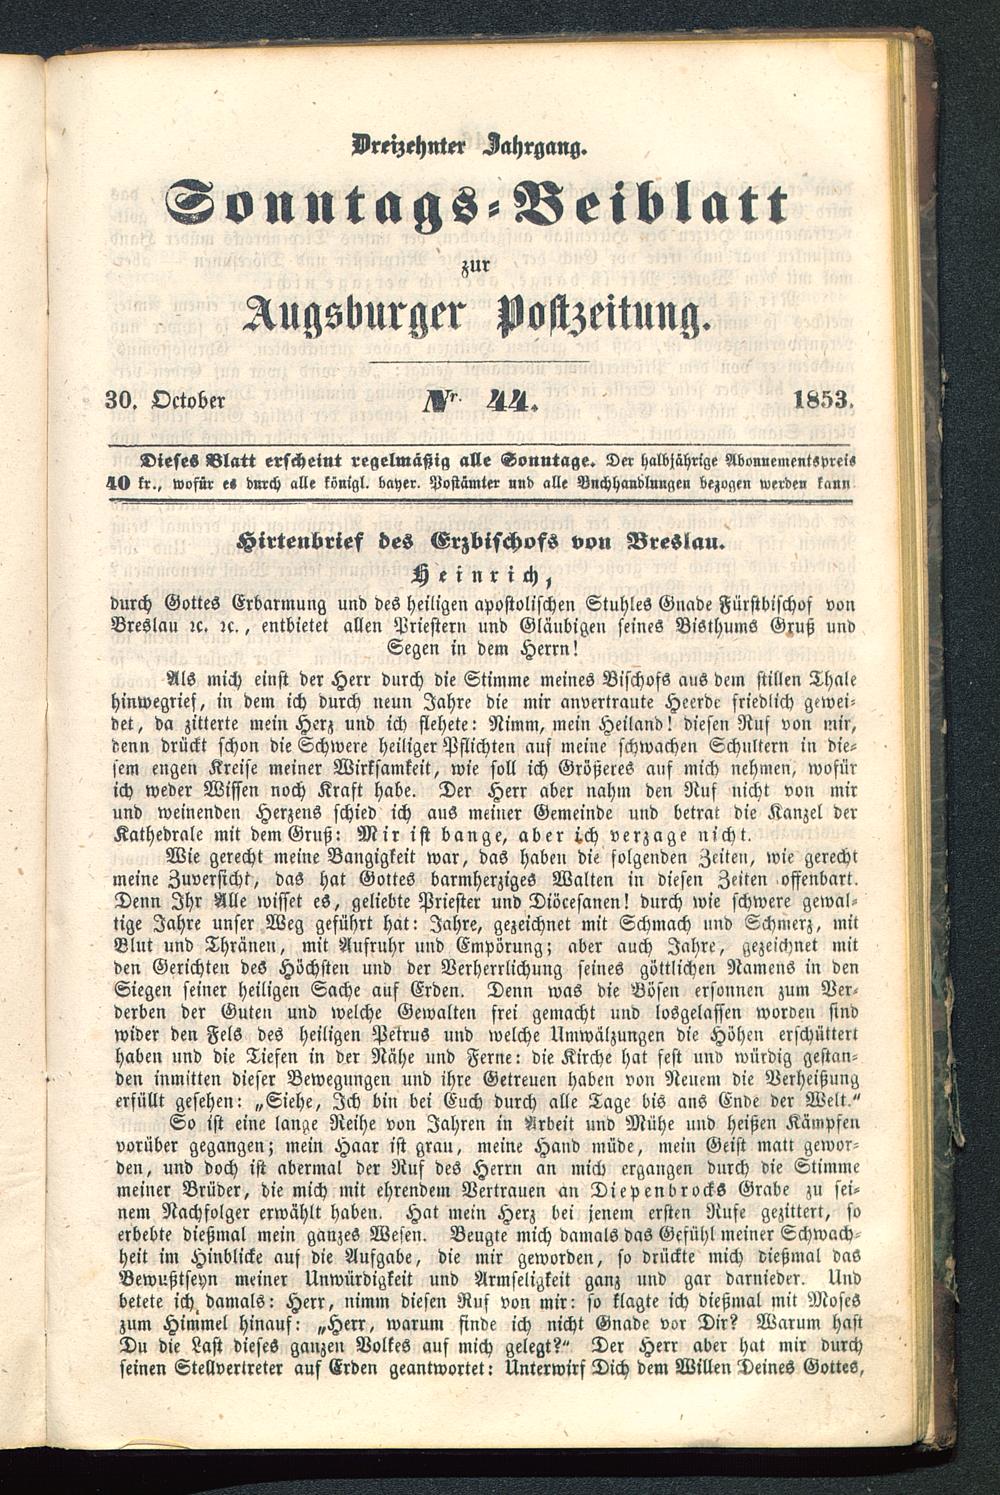 Dreizehnter Jahrgang.
Sonntags-Beiblatt
zur
Augsburger Postzeitung.
30. October Nr. 44. 1853.
Dieses Blatt erscheint regelmäßig alle Sonntage. Der halbjährige Abonnementspreis
40 kr., wofür es durch alle königl. bayer. Postämter und alle Buchhandlungen bezogen werden kann
Hirtenbrief des Erzbischofs von Breslau.
Heinrich,
durch Gottes Erbarmung und des heiligen apostolischen Stuhles Gnade Fürstbischof von
Breslau ꝛc. ꝛc., entbietet allen Priestern und Gläubigen seines Bisthums Gruß und
Segen in dem Herrn!
Als mich einst der Herr durch die Stimme meines Bischofs aus dem stillen Thale
hinwegrief, in dem ich durch neun Jahre die mir anvertraute Heerde friedlich gewei-
det, da zitterte mein Herz und ich flehete: Nimm, mein Heiland! diesen Ruf von mir,
denn drückt schon die Schwere heiliger Pflichten auf meine schwachen Schultern in die-
sem engen Kreise meiner Wirksamkeit, wie soll ich Größeres auf mich nehmen, wofür
ich weder Wissen noch Kraft habe. Der Herr aber nahm den Ruf nicht von mir
und weinenden Herzens schied ich aus meiner Gemeinde und betrat die Kanzel der
Kathedrale mit dem Gruß: Mir ist bange, aber ich verzage nicht.
Wie gerecht meine Bangigkeit war, das haben die folgenden Zeiten, wie gerecht
meine Zuversicht, das hat Gottes barmherziges Walten in diesen Zeiten offenbart.
Denn Ihr Alle wisset es, geliebte Priester und Diöcesanen! durch wie schwere gewal-
tige Jahre unser Weg geführt hat: Jahre, gezeichnet mit Schmach und Schmerz, mit
Blut und Thränen, mit Aufruhr und Empörung; aber auch Jahre, gezeichnet mit
den Gerichten des Höchsten und der Verherrlichung seines göttlichen Namens in den
Siegen seiner heiligen Sache auf Erden. Denn was die Bösen ersonnen zum Ver-
derben der Guten und welche Gewalten frei gemacht und losgelassen worden sind
wider den Fels des heiligen Petrus und welche Umwälzungen die Höhen erschüttert
haben und die Tiefen in der Nähe und Ferne: die Kirche hat fest und würdig gestan-
den inmitten dieser Bewegungen und ihre Getreuen haben von Neuem die Verheißung
erfüllt gesehen: „Siehe, Ich bin bei Euch durch alle Tage bis ans Ende der Welt.“
So ist eine lange Reihe von Jahren in Arbeit und Mühe und heißen Kämpfen
vorüber gegangen; mein Haar ist grau, meine Hand müde, mein Geist matt gewor-
den, und doch ist abermal der Ruf des Herrn an mich ergangen durch die Stimme
meiner Brüder, die mich mit ehrendem Vertrauen an Diepenbrocks Grabe zu sei-
nem Nachfolger erwählt haben. Hat mein Herz bei jenem ersten Rufe gezittert, so
erbebte dießmal mein ganzes Wesen. Beugte mich damals das Gefühl meiner Schwach-
heit im Hinblicke auf die Aufgabe, die mir geworden, so drückte mich dießmal das
Bewußtseyn meiner Unwürdigkeit und Armseligkeit ganz und gar darnieder. Und
betete ich damals: Herr, nimm diesen Ruf von mir: so klagte ich dießmal mit Moses
zum Himmel hinauf: „Herr, warum finde ich nicht Gnade vor Dir? Warum hast
Du die Last dieses ganzen Volkes auf mich gelegt?“ Der Herr aber hat mir durch
seinen Stellvertreter auf Erden geantwortet: Unterwirf Dich dem Willen Deines Gottes,